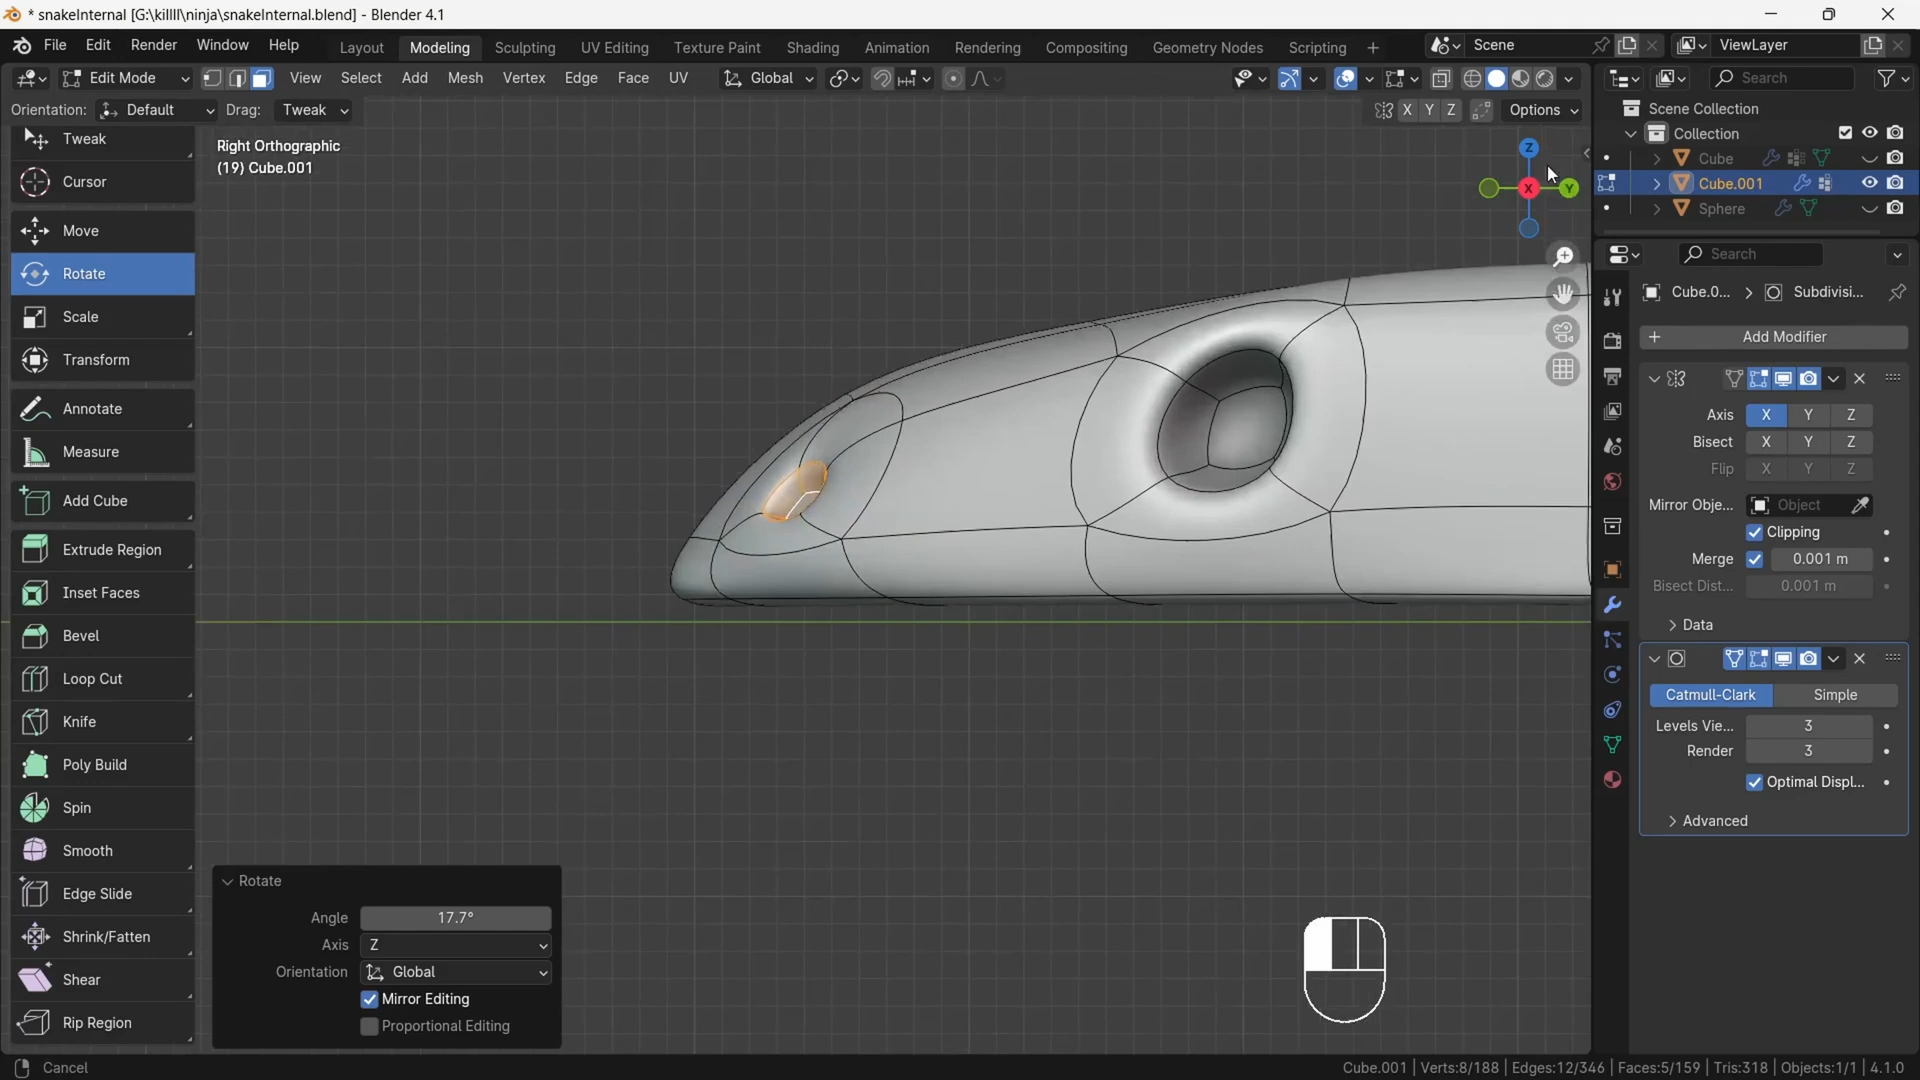 * snakeInternal [G:\killll\ninja\snakeInternal.blend] - Blender 4.1
File Edit Render Window Help Layout Modeling Sculpting UV Editing Texture Paint Shading Animation Rendering Compositing Geometry Nodes Scripting + Scene ViewLayer
Edit Mode View Select Add Mesh Vertex Edge Face UV Global Search
Orientation: Default Drag: Tweak X Y Z Options
Scene Collection
Collection
Cube
Cube.001
Sphere
Right Orthographic
(19) Cube.001
Z
X
Y
Tweak
Cursor
Move
Rotate
Scale
Transform
Annotate
Measure
Add Cube
Extrude Region
Inset Faces
Bevel
Loop Cut
Knife
Poly Build
Spin
Smooth
Edge Slide
Shrink/Fatten
Shear
Rip Region
Search
Cube.0... Subdivisi...
Add Modifier
Axis X Y Z
Bisect X Y Z
Flip X Y Z
Mirror Obje... Object
Clipping
Merge 0.001 m
Bisect Dist... 0.001 m
Data
Catmull-Clark Simple
Levels Vie... 3
Render 3
Optimal Displ...
Advanced
Rotate
Angle 17.7°
Axis Z
Orientation Global
Mirror Editing
Proportional Editing
Cancel
Cube.001 | Verts:8/188 | Edges:12/346 | Faces:5/159 | Tris:318 | Objects:1/1 | 4.1.0